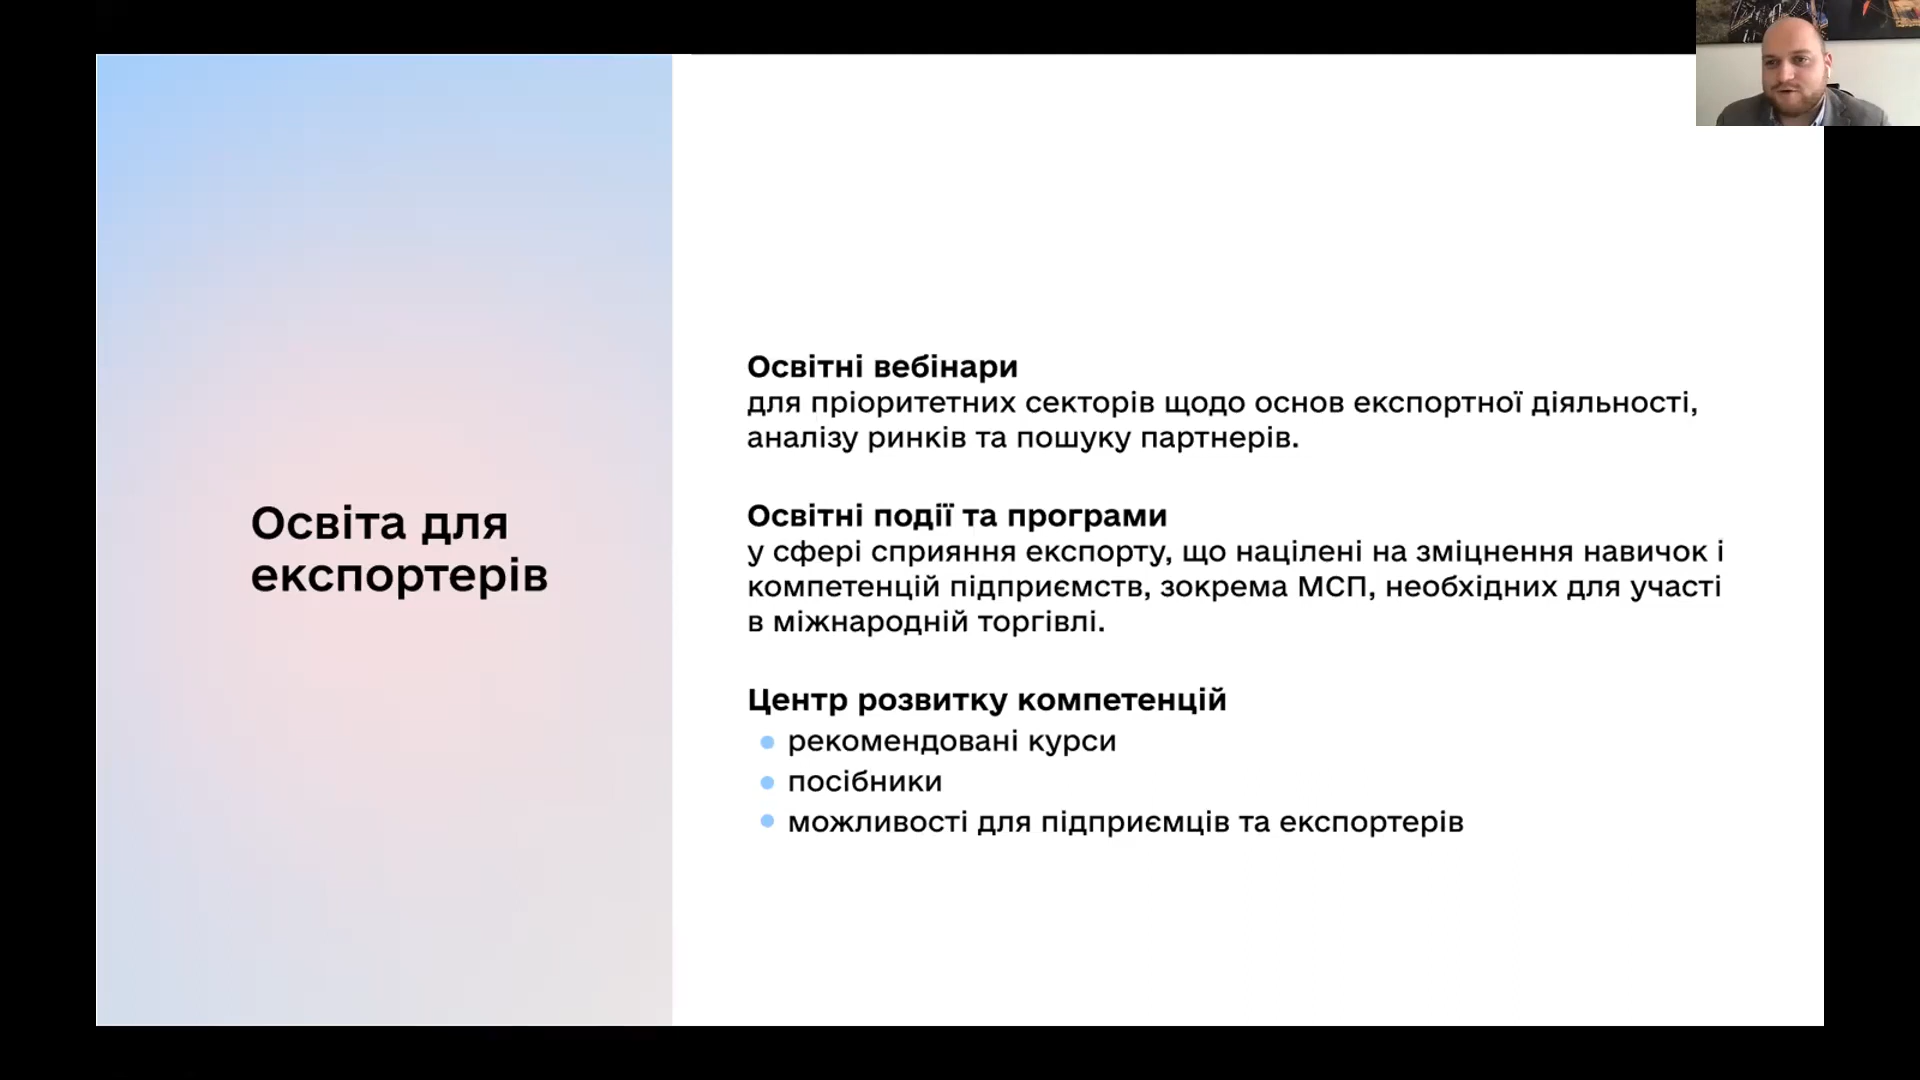 Освіта для
експортерів
Освітні вебінари
для пріоритетних секторів щодо основ експортної діяльності,
аналізу ринків та пошуку партнерів.
Освітні події та програми
у сфері сприяння експорту, що націлені на зміцнення навичок і
компетенцій підприємств, зокрема МСП, необхідних для участі
в міжнародній торгівлі.
Центр розвитку компетенцій
рекомендовані курси
посібники
можливості для підприємців та експортерів